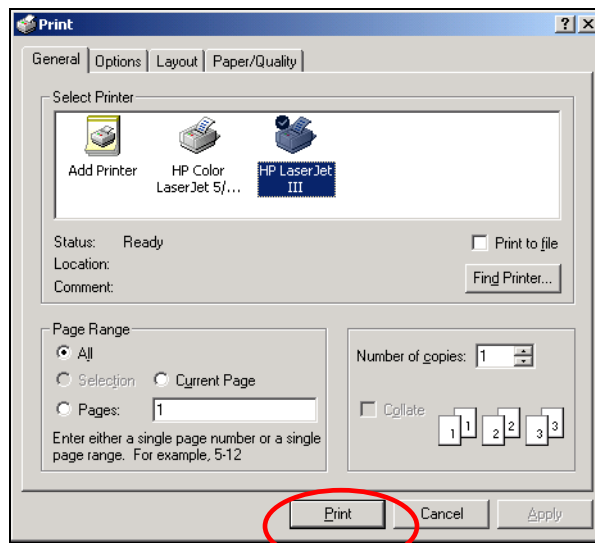 Print
General Options Layout Paper/Quality
Select Printer
Add Printer
HP Color
LaserJet 5/...
HP LaserJet
III
Status: Ready
Print to file
Location:
Find Printer...
Comment:
Page Range
All
Selection Current Page
Pages: 1
Enter either a single page number or a single
page range. For example, 5-12
Number of copies: 1
Collate
1 1 2 2 3 3
Print Cancel Apply